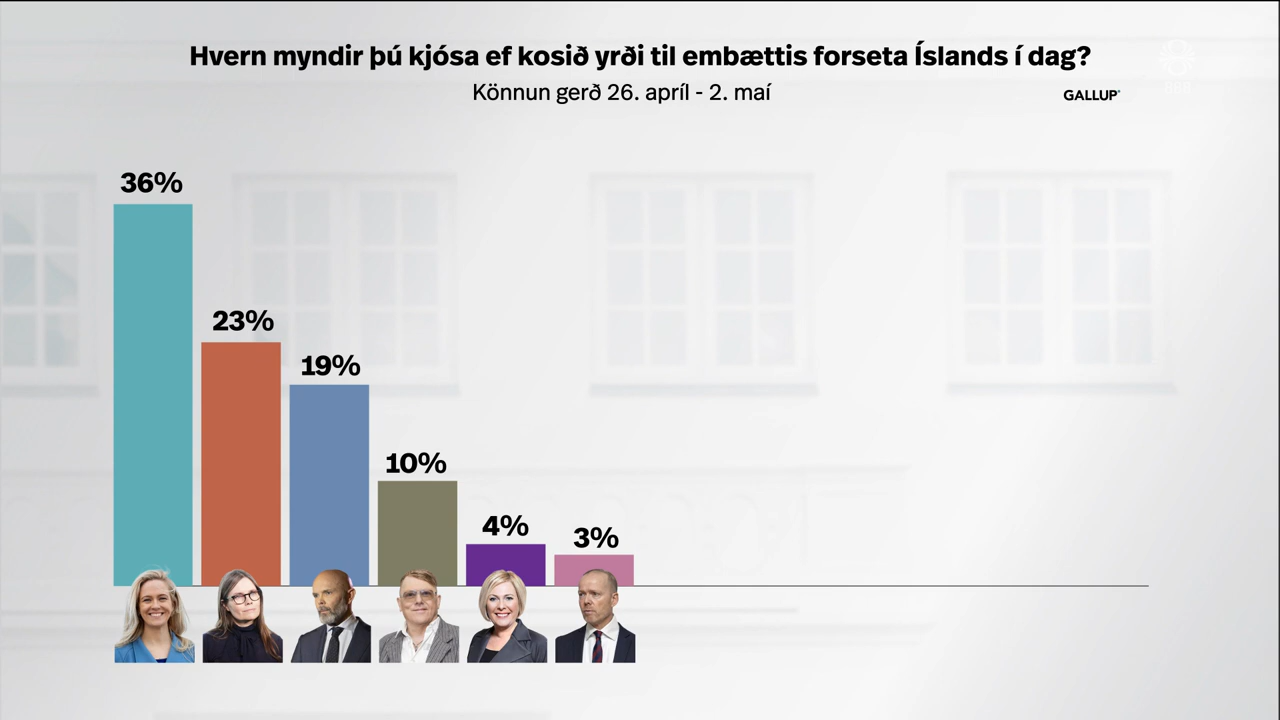 Hvern myndir þú kjósa ef kosið yrði til embættis forseta Íslands í dag?
Könnun gerð 26. apríl - 2. maí
GALLUP
36%
23%
19%
10%
4%
3%